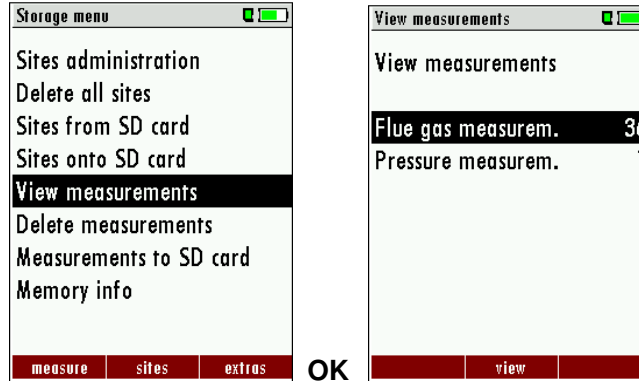 Storage menu
Sites administration
Delete all sites
Sites from SD card
Sites onto SD card
View measurements
Delete measurements
Measurements to SD card
Memory info
measure sites extras
OK
View measurements
View measurements
Flue gas measurem.
Pressure measurem.
view